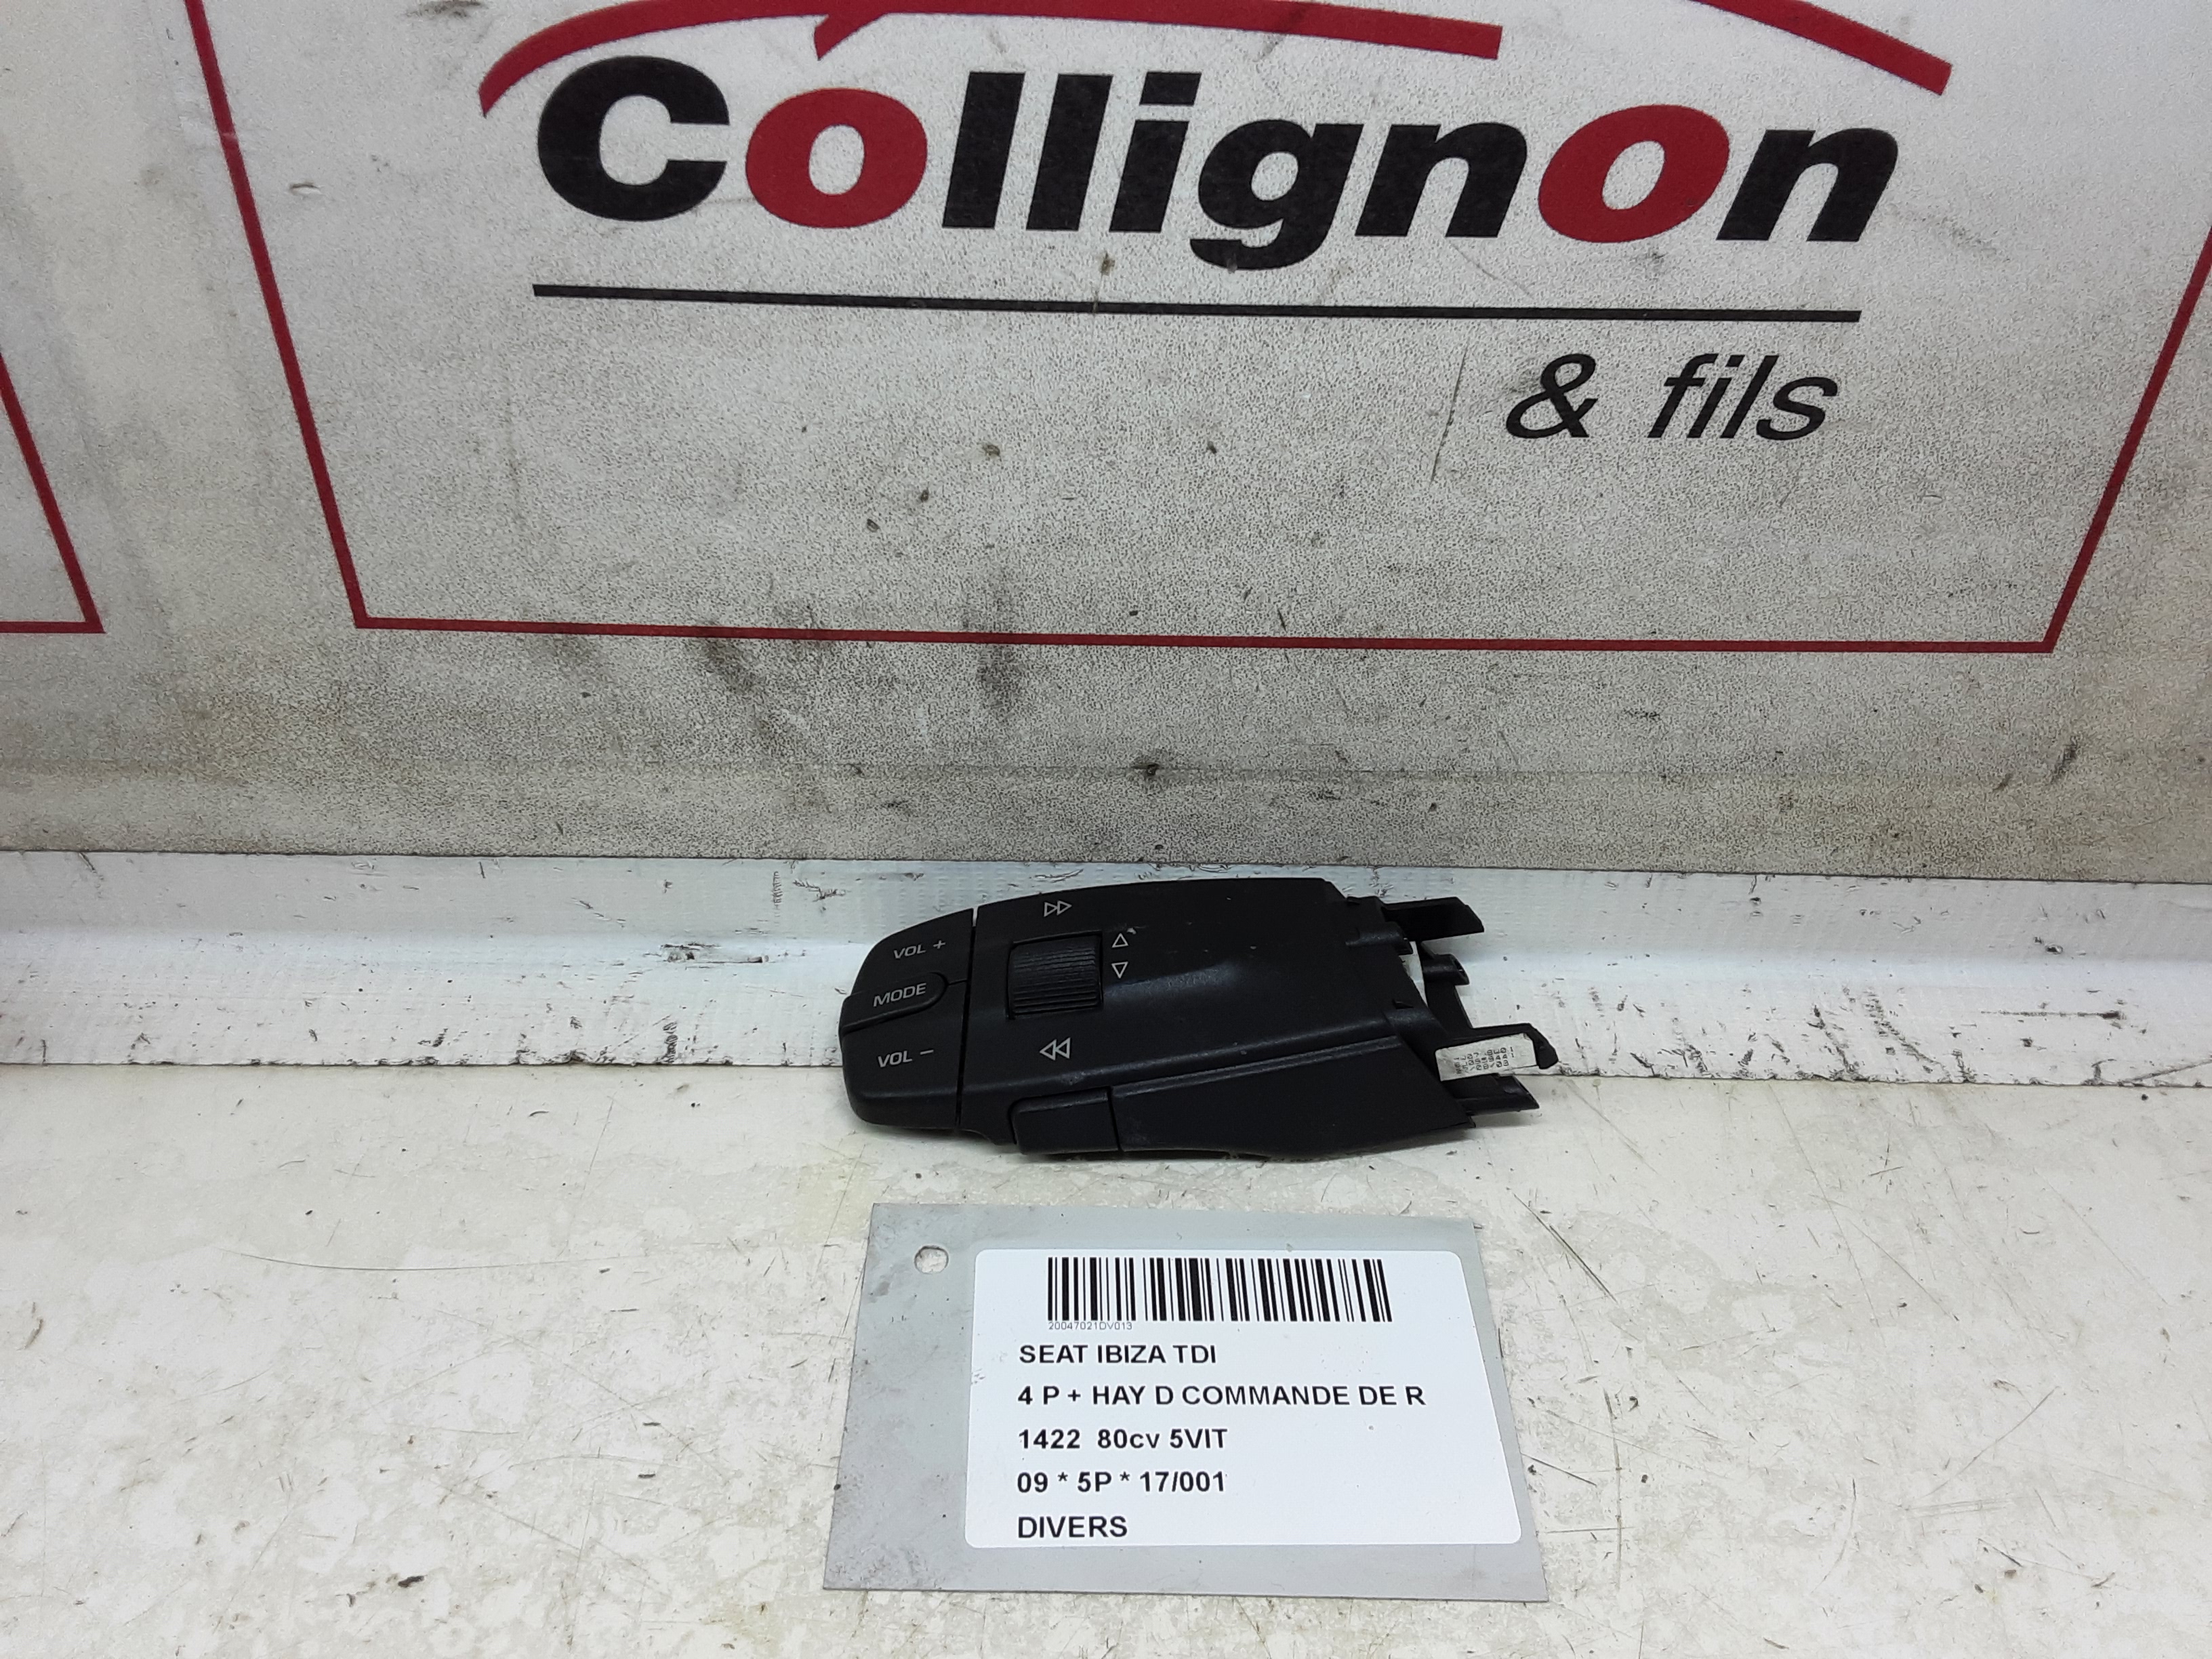 Collignon
& fils
VOL +
MODE
VOL −
20047021DV013
SEAT IBIZA TDI
4 P + HAY D COMMANDE DE R
1422 80cv 5VIT
09 * 5P * 17/001
DIVERS